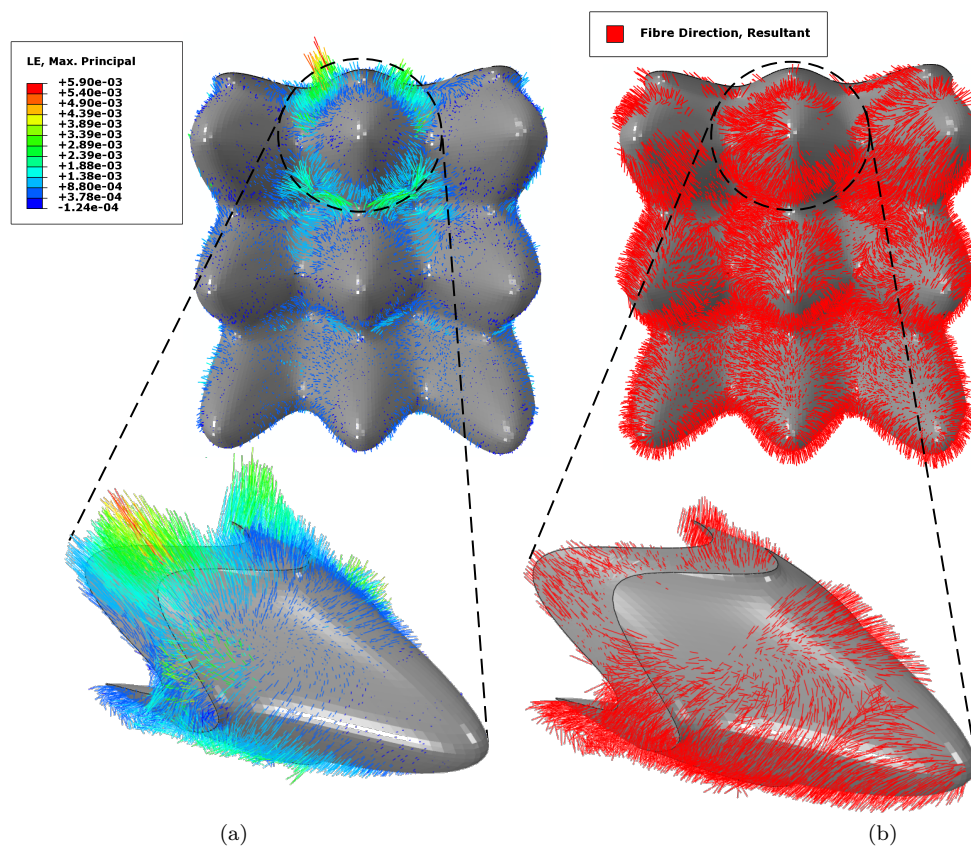 LE, Max. Principal
+5.90e-03
+5.40e-03
+4.90e-03
+4.39e-03
+3.89e-03
+3.39e-03
+2.89e-03
+2.39e-03
+1.88e-03
+1.38e-03
+8.80e-04
+3.78e-04
-1.24e-04
Fibre Direction, Resultant
(a)
(b)